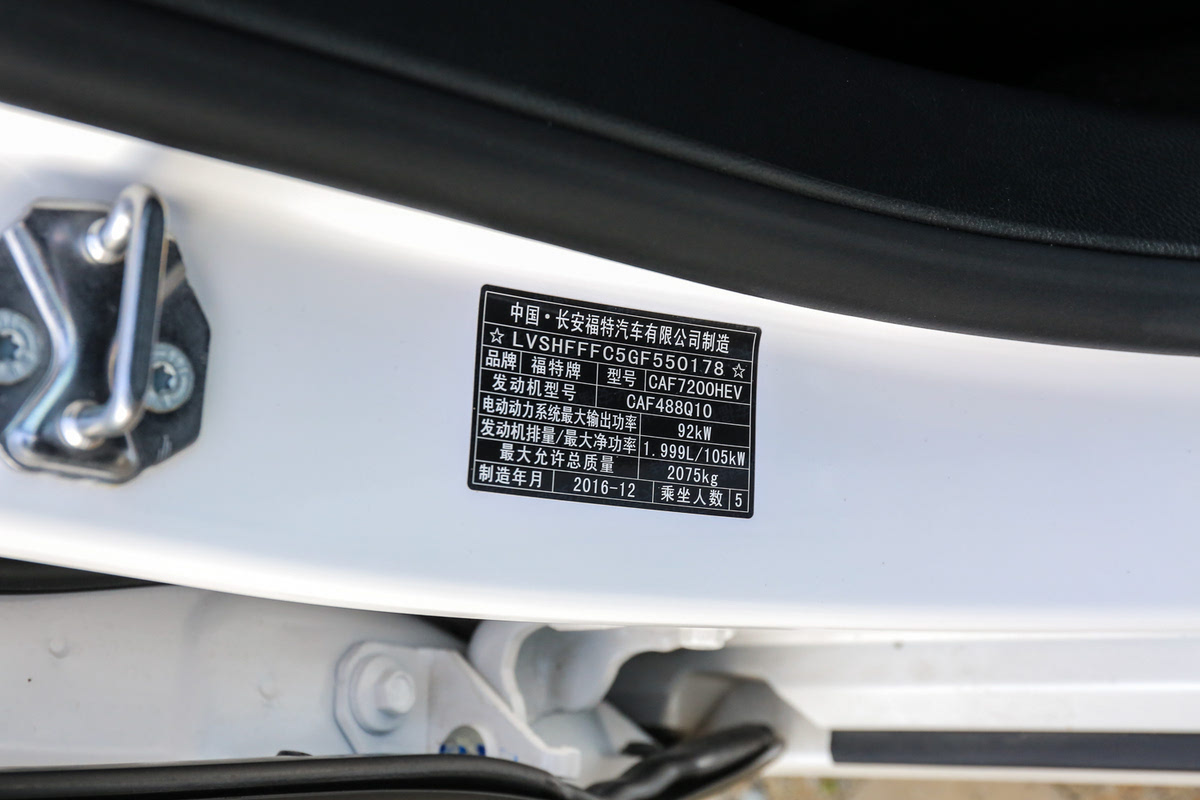 中国·长安福特汽车有限公司制造
☆LVSHFFFC5GF550178☆
品牌 福特牌 型号 CAF7200HEV
发动机型号 CAF488Q10
电动动力系统最大输出功率 92kW
发动机排量/最大净功率 1.999L/105kW
最大允许总质量 2075kg
制造年月 2016-12 乘坐人数 5